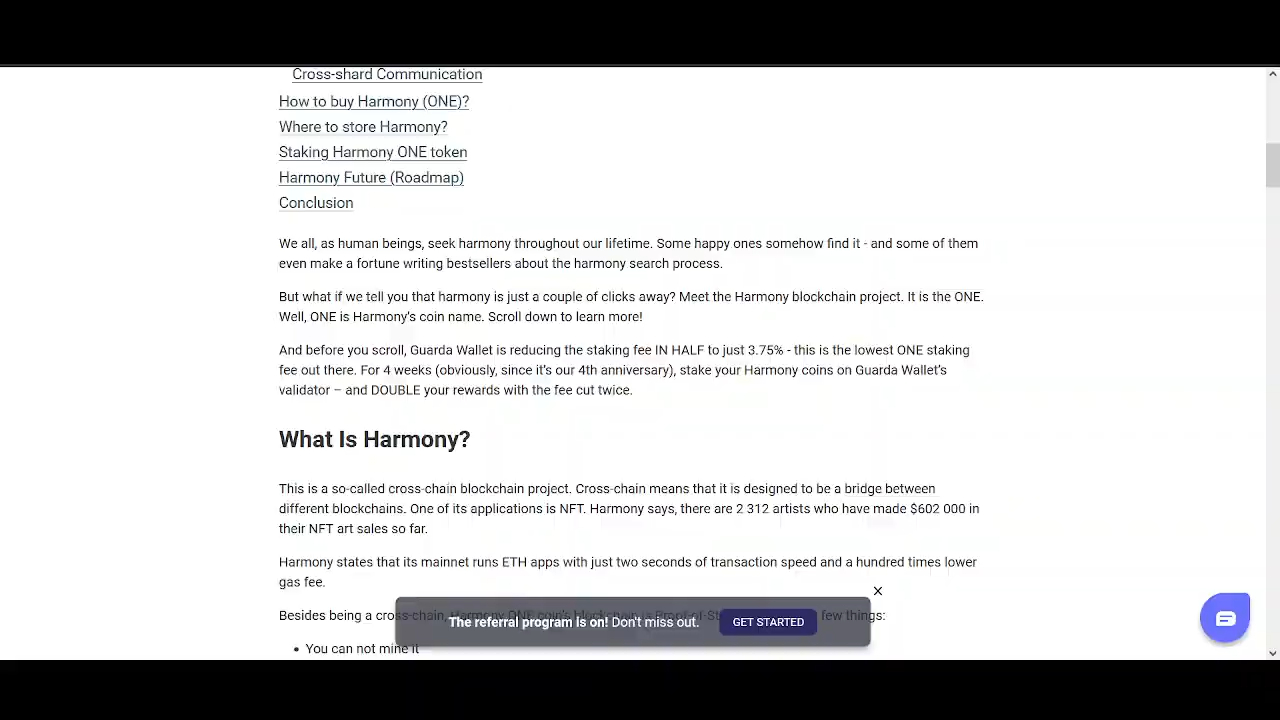 Cross-shard Communication
How to buy Harmony (ONE)?
Where to store Harmony?
Staking Harmony ONE token
Harmony Future (Roadmap)
Conclusion
We all, as human beings, seek harmony throughout our lifetime. Some happy ones somehow find it - and some of them
even make a fortune writing bestsellers about the harmony search process.
But what if we tell you that harmony is just a couple of clicks away? Meet the Harmony blockchain project. It is the ONE.
Well, ONE is Harmony's coin name. Scroll down to learn more!
And before you scroll, Guarda Wallet is reducing the staking fee IN HALF to just 3.75% - this is the lowest ONE staking
fee out there. For 4 weeks (obviously, since it's our 4th anniversary), stake your Harmony coins on Guarda Wallet's
validator – and DOUBLE your rewards with the fee cut twice.
What Is Harmony?
This is a so-called cross-chain blockchain project. Cross-chain means that it is designed to be a bridge between
different blockchains. One of its applications is NFT. Harmony says, there are 2 312 artists who have made $602 000 in
their NFT art sales so far.
Harmony states that its mainnet runs ETH apps with just two seconds of transaction speed and a hundred times lower
gas fee.
Besides being a cross-chain, Harmony ONE coin's blockchain is Proof-of-St few things:
The referral program is on! Don't miss out. GET STARTED
• You can not mine it